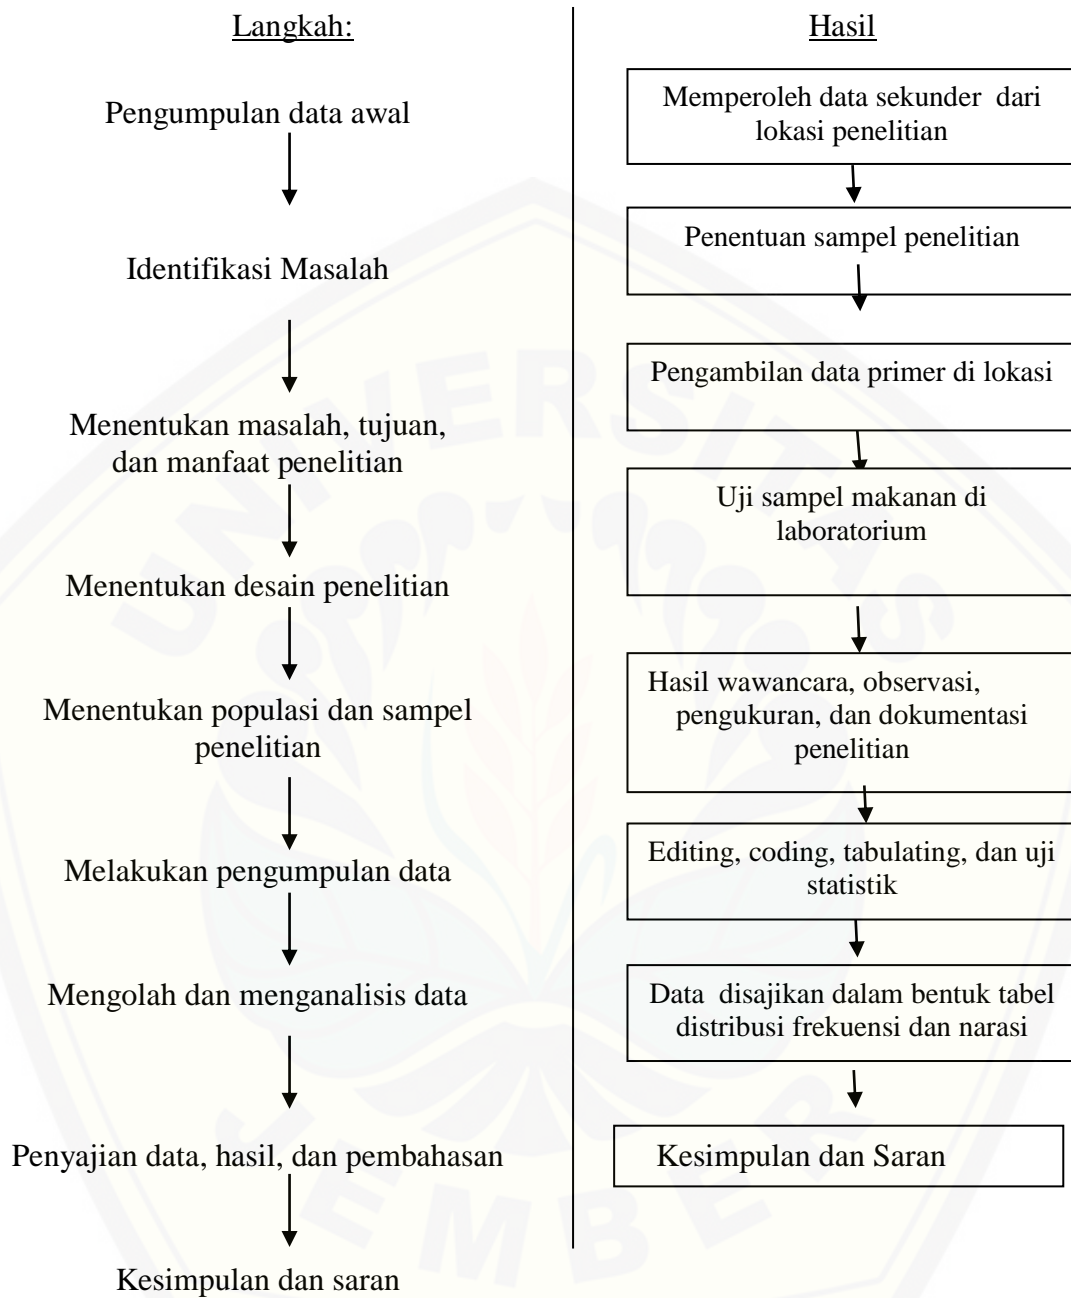 Langkah:
Pengumpulan data awal
Identifikasi Masalah
Menentukan masalah, tujuan,
dan manfaat penelitian
Menentukan desain penelitian
Menentukan populasi dan sampel
penelitian
Melakukan pengumpulan data
Mengolah dan menganalisis data
Penyajian data, hasil, dan pembahasan
Kesimpulan dan saran
Hasil
Memperoleh data sekunder dari
lokasi penelitian
Penentuan sampel penelitian
Pengambilan data primer di lokasi
Uji sampel makanan di
laboratorium
Hasil wawancara, observasi,
pengukuran, dan dokumentasi
penelitian
Editing, coding, tabulating, dan uji
statistik
Data disajikan dalam bentuk tabel
distribusi frekuensi dan narasi
Kesimpulan dan Saran
UNIVERSITAS
JEMBER